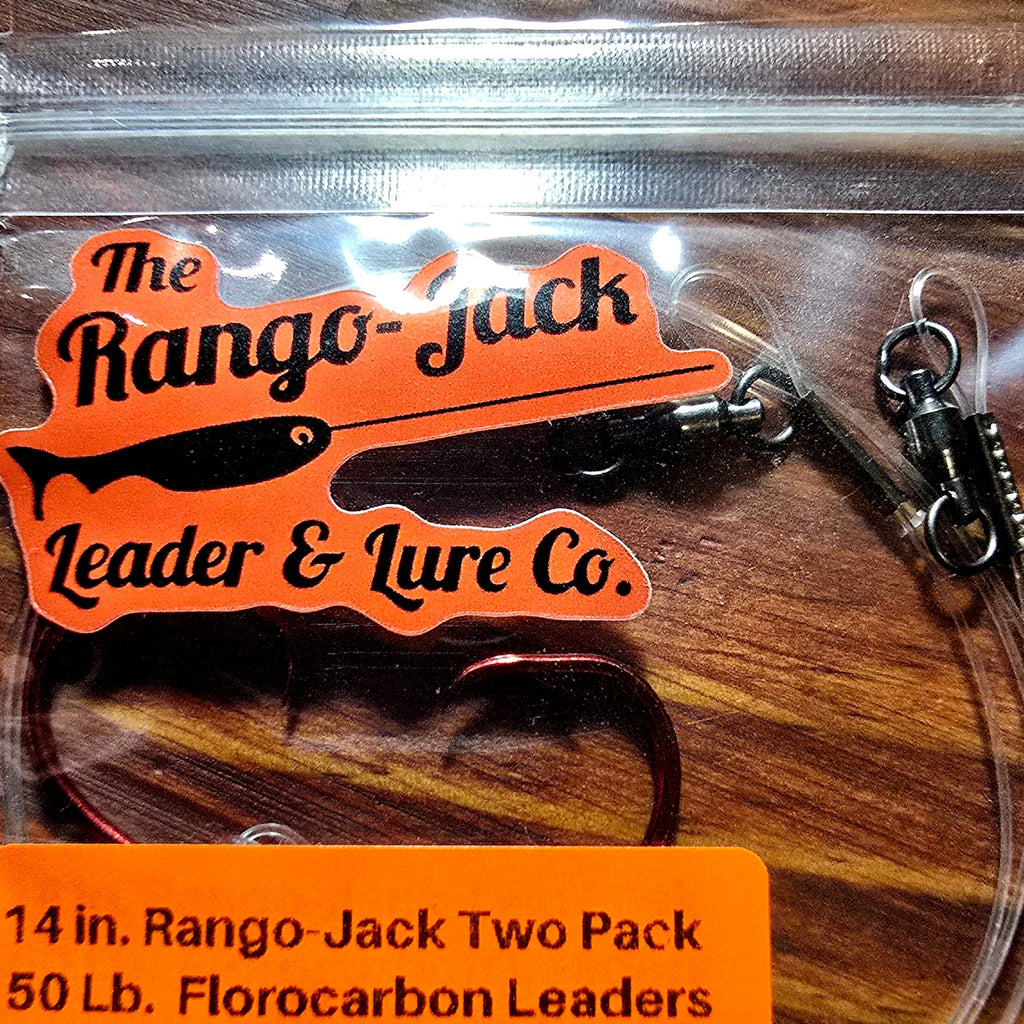 The
Rango-Jack
Leader & Lure Co.
14 in. Rango-Jack Two Pack
50 Lb. Florocarbon Leaders